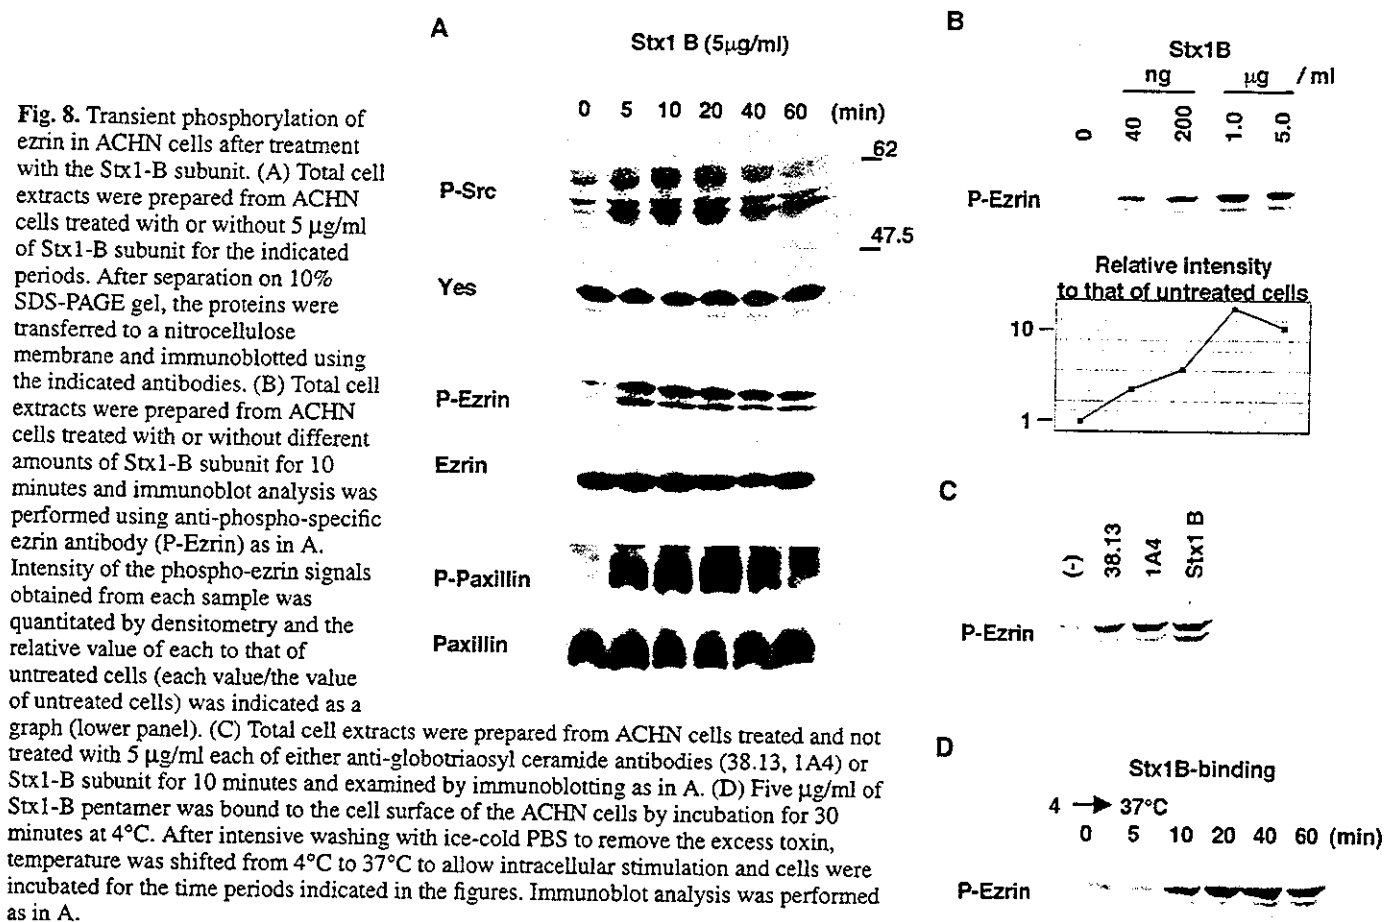 A
Stx1 B (5μg/ml)
0 5 10 20 40 60 (min)
62
P-Src
47.5
Yes
P-Ezrin
Ezrin
P-Paxillin
Paxillin
B
Stx1B
ng μg / ml
0 40 200 1.0 5.0
P-Ezrin
Relative intensity
to that of untreated cells
10
1
C
(-) 38.13 1A4 Stx1 B
P-Ezrin
D
Stx1B-binding
4 → 37°C
0 5 10 20 40 60 (min)
P-Ezrin
Fig. 8. Transient phosphorylation of
ezrin in ACHN cells after treatment
with the Stx1-B subunit. (A) Total cell
extracts were prepared from ACHN
cells treated with or without 5 μg/ml
of Stx1-B subunit for the indicated
periods. After separation on 10%
SDS-PAGE gel, the proteins were
transferred to a nitrocellulose
membrane and immunoblotted using
the indicated antibodies. (B) Total cell
extracts were prepared from ACHN
cells treated with or without different
amounts of Stx1-B subunit for 10
minutes and immunoblot analysis was
performed using anti-phospho-specific
ezrin antibody (P-Ezrin) as in A.
Intensity of the phospho-ezrin signals
obtained from each sample was
quantitated by densitometry and the
relative value of each to that of
untreated cells (each value/the value
of untreated cells) was indicated as a
graph (lower panel). (C) Total cell extracts were prepared from ACHN cells treated and not
treated with 5 μg/ml each of either anti-globotriaosyl ceramide antibodies (38.13, 1A4) or
Stx1-B subunit for 10 minutes and examined by immunoblotting as in A. (D) Five μg/ml of
Stx1-B pentamer was bound to the cell surface of the ACHN cells by incubation for 30
minutes at 4°C. After intensive washing with ice-cold PBS to remove the excess toxin,
temperature was shifted from 4°C to 37°C to allow intracellular stimulation and cells were
incubated for the time periods indicated in the figures. Immunoblot analysis was performed
as in A.